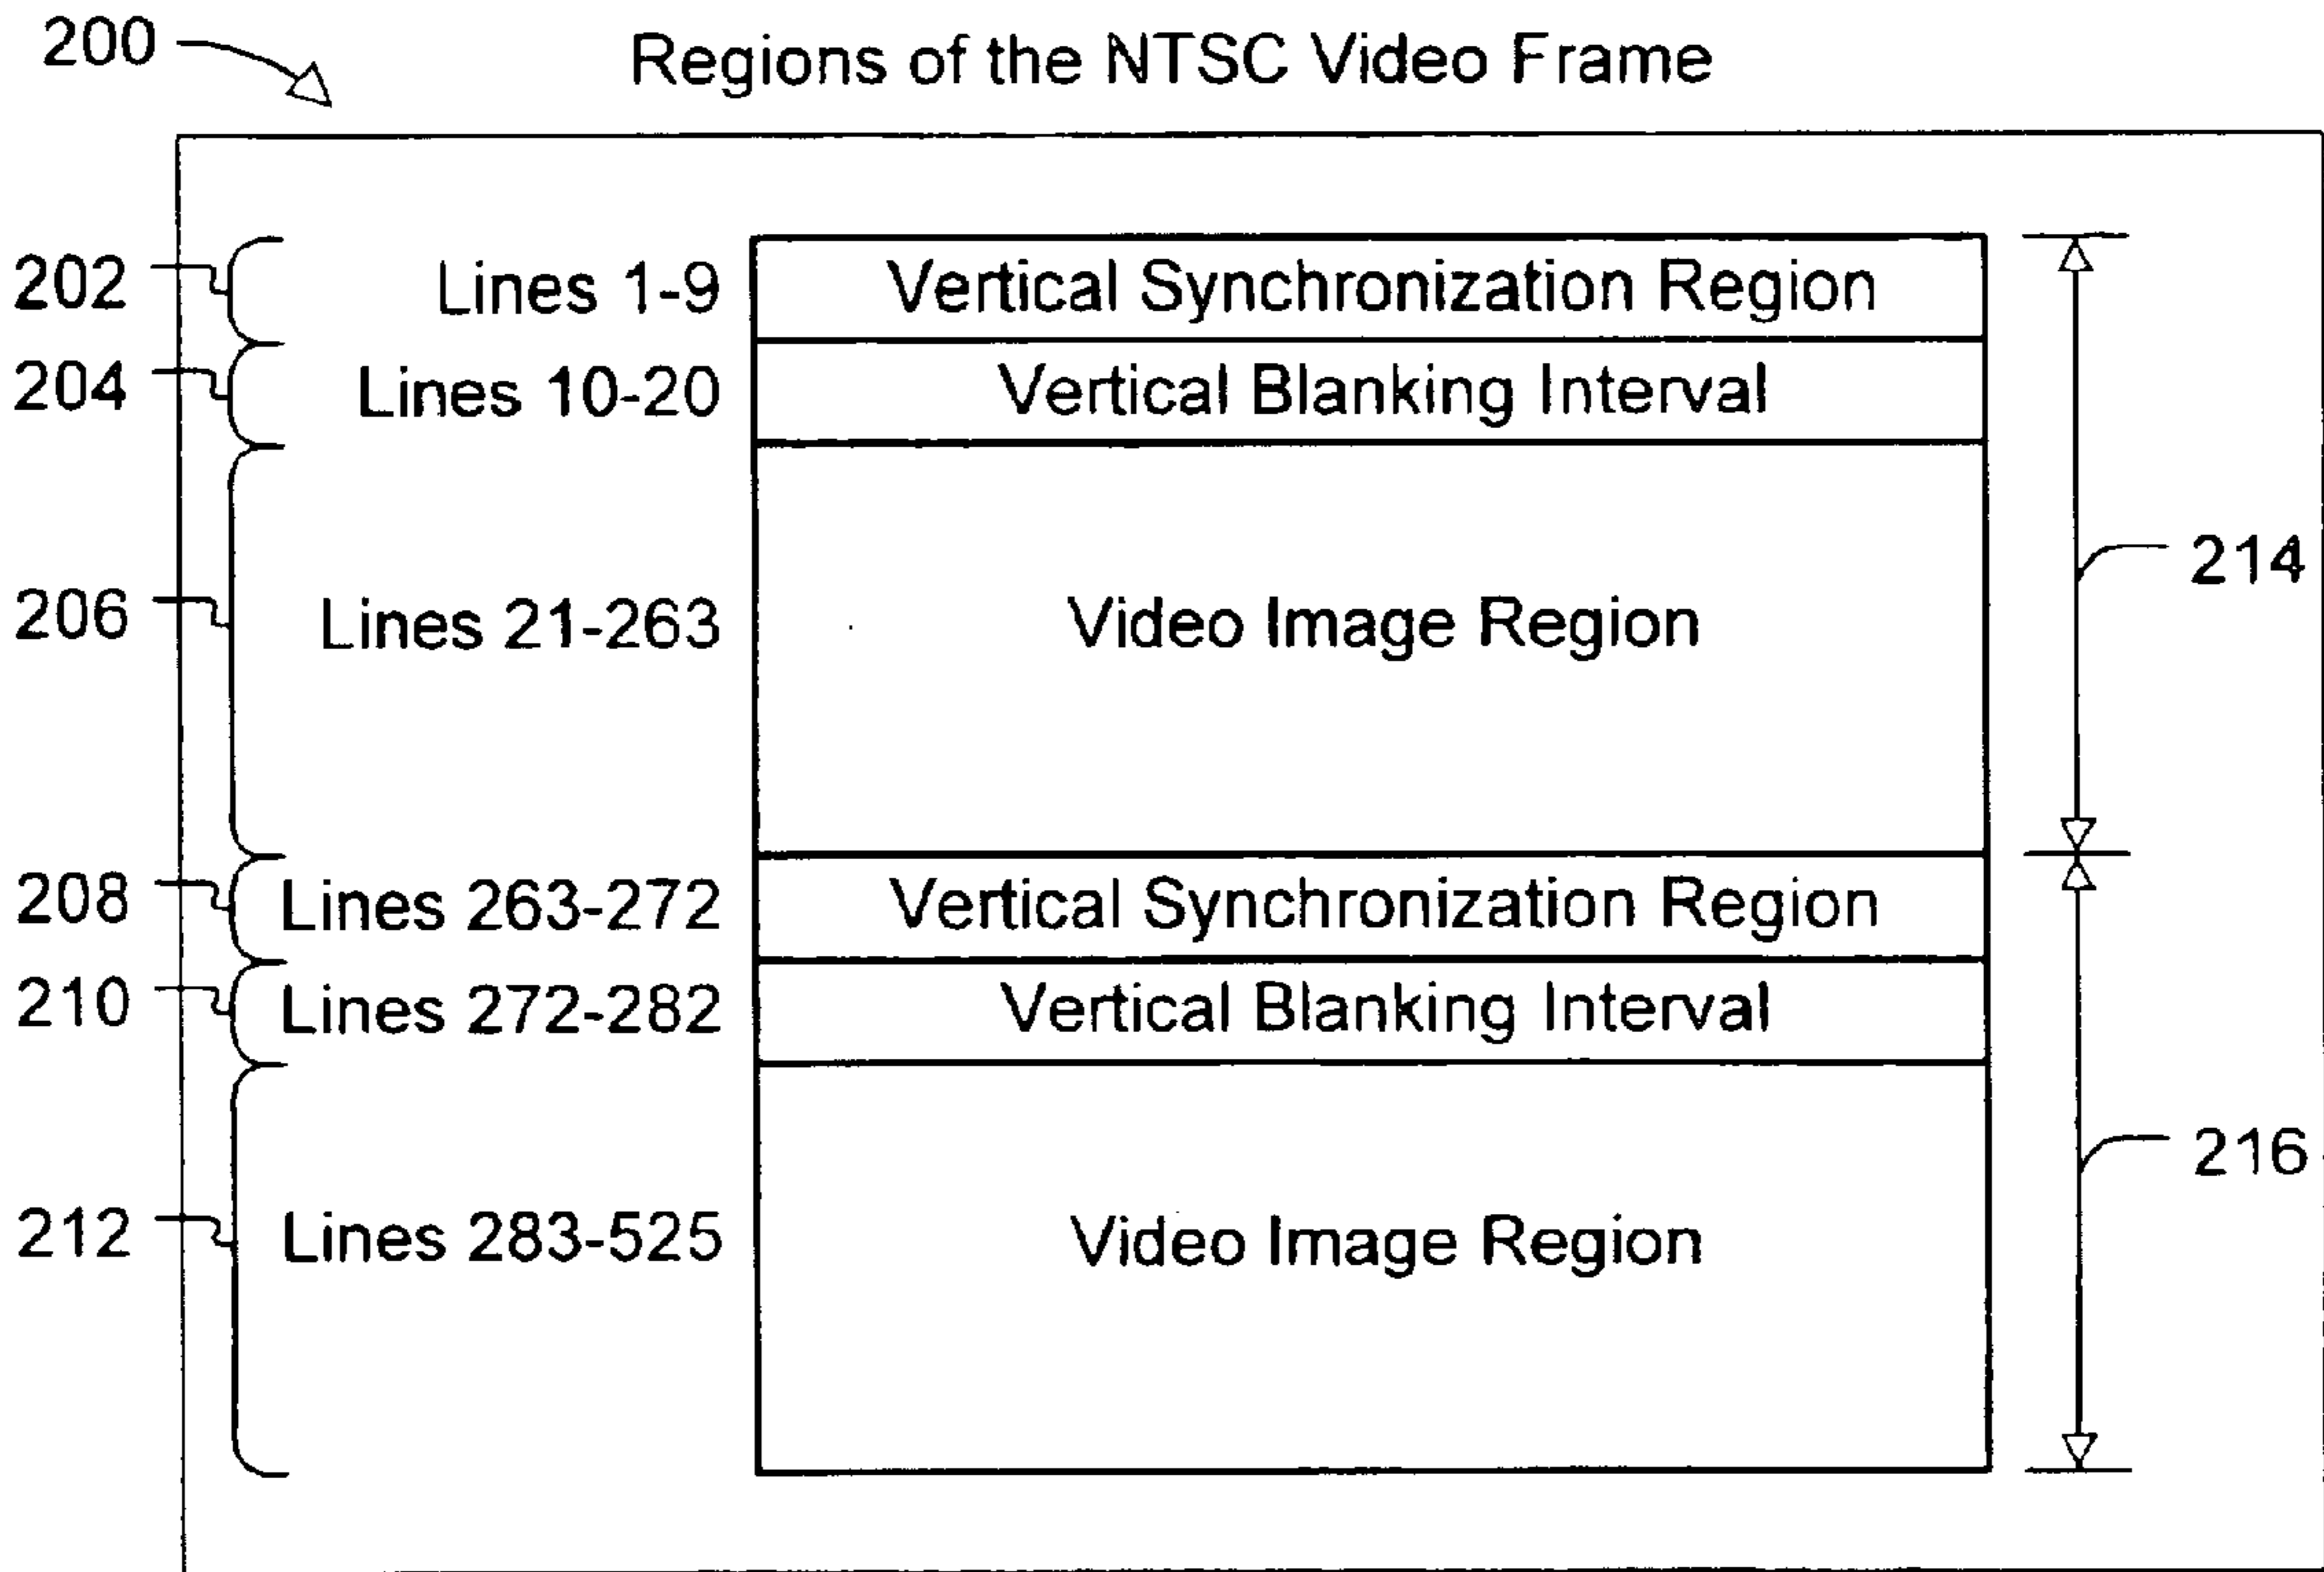 200
Regions of the NTSC Video Frame
202 Lines 1-9 Vertical Synchronization Region
204 Lines 10-20 Vertical Blanking Interval
206 Lines 21-263 Video Image Region
214
208 Lines 263-272 Vertical Synchronization Region
210 Lines 272-282 Vertical Blanking Interval
212 Lines 283-525 Video Image Region
216